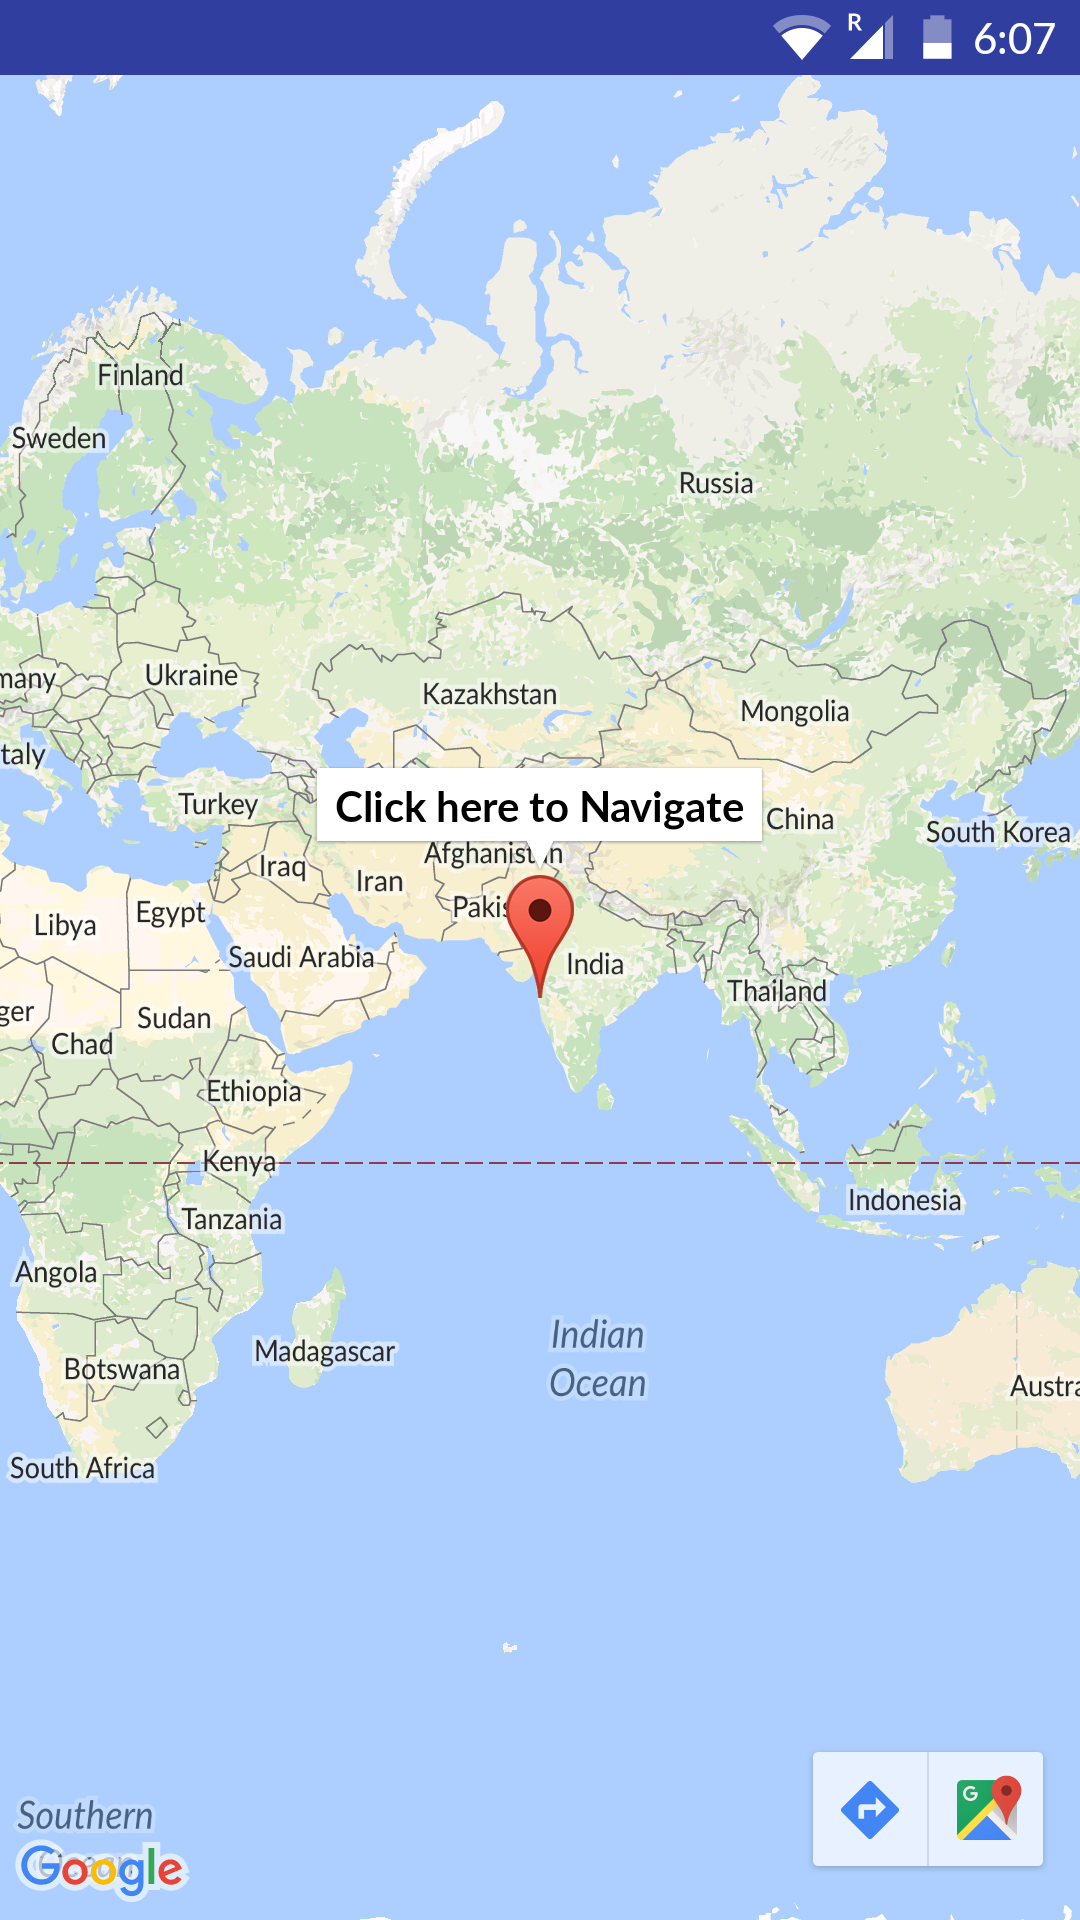 R
6:07
Finland
Sweden
Russia
Ukraine
many
Kazakhstan
Mongolia
taly
Turkey
Click here to Navigate
China
South Korea
Afghanistan
Iraq
Iran
Pakis
Libya
Egypt
Saudi Arabia
India
Thailand
ger
Sudan
Chad
Ethiopia
Kenya
Indonesia
Tanzania
Angola
Indian
Ocean
Madagascar
Botswana
Austra
South Africa
Southern
G
Google